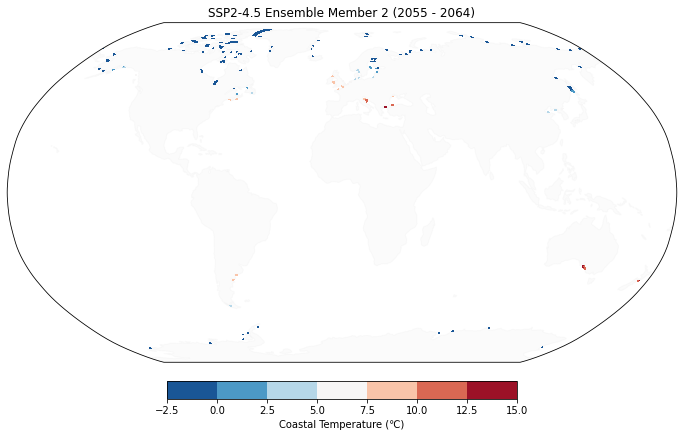 SSP2-4.5 Ensemble Member 2 (2055 - 2064)
−2.5 0.0 2.5 5.0 7.5 10.0 12.5 15.0
Coastal Temperature (°C)